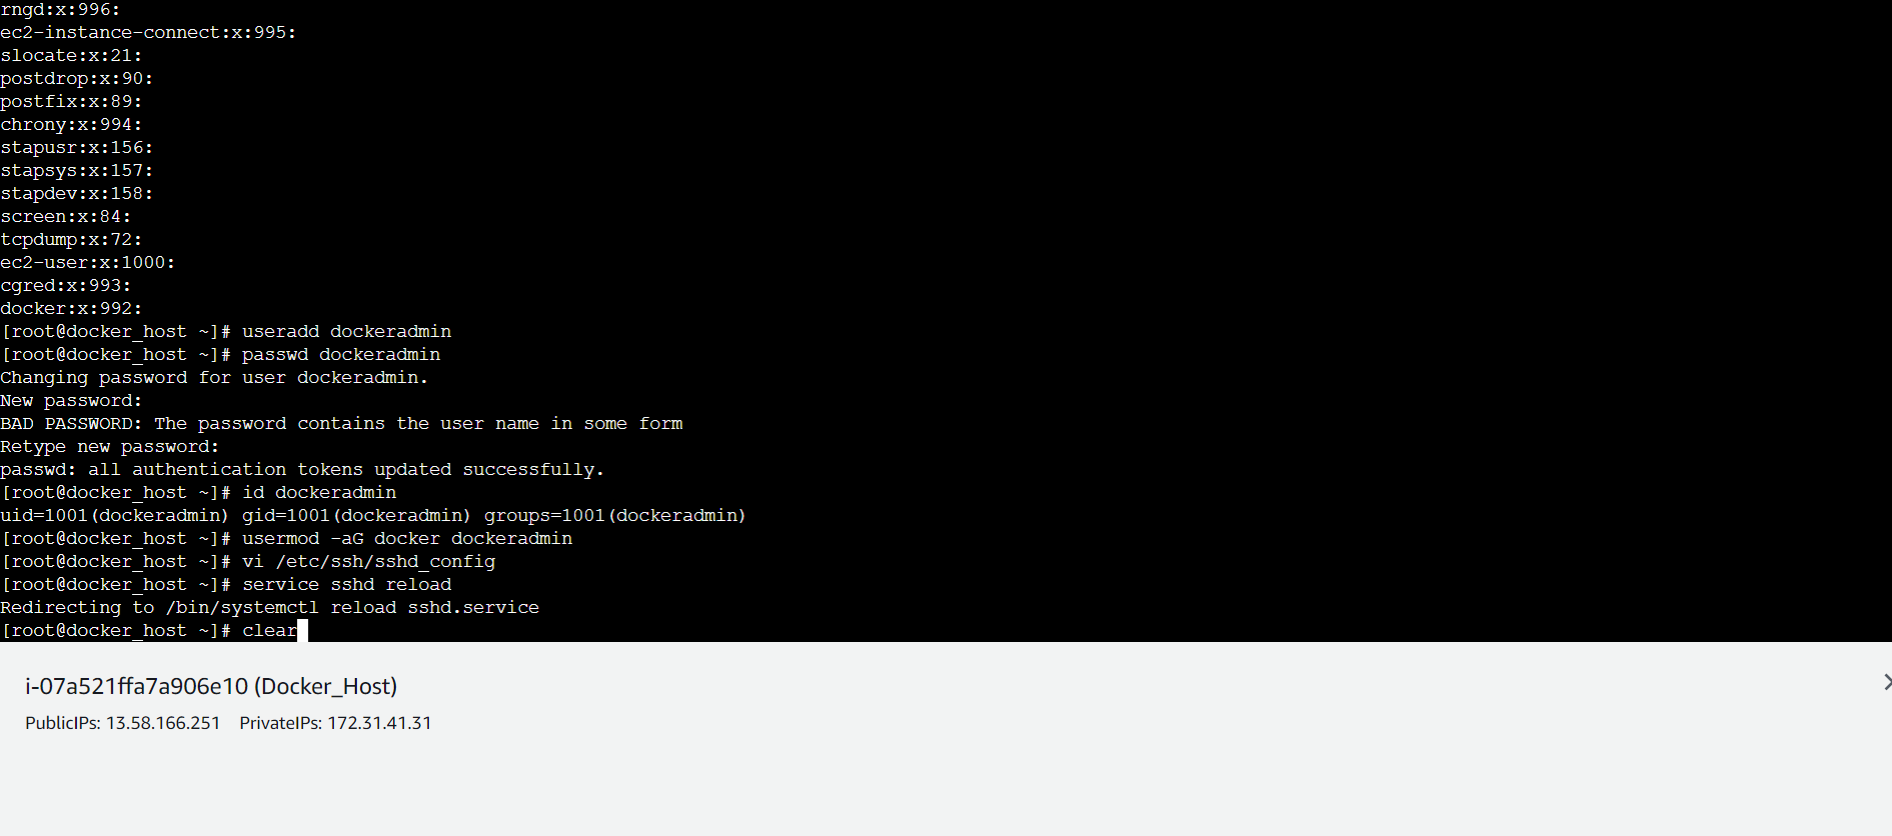 rngd:x:996:
ec2-instance-connect:x:995:
slocate:x:21:
postdrop:x:90:
postfix:x:89:
chrony:x:994:
stapusr:x:156:
stapsys:x:157:
stapdev:x:158:
screen:x:84:
tcpdump:x:72:
ec2-user:x:1000:
cgred:x:993:
docker:x:992:
[root@docker_host ~]# useradd dockeradmin
[root@docker_host ~]# passwd dockeradmin
Changing password for user dockeradmin.
New password:
BAD PASSWORD: The password contains the user name in some form
Retype new password:
passwd: all authentication tokens updated successfully.
[root@docker_host ~]# id dockeradmin
uid=1001(dockeradmin) gid=1001(dockeradmin) groups=1001(dockeradmin)
[root@docker_host ~]# usermod -aG docker dockeradmin
[root@docker_host ~]# vi /etc/ssh/sshd_config
[root@docker_host ~]# service sshd reload
Redirecting to /bin/systemctl reload sshd.service
[root@docker_host ~]# clear
i-07a521ffa7a906e10 (Docker_Host)
PublicIPs: 13.58.166.251 PrivateIPs: 172.31.41.31